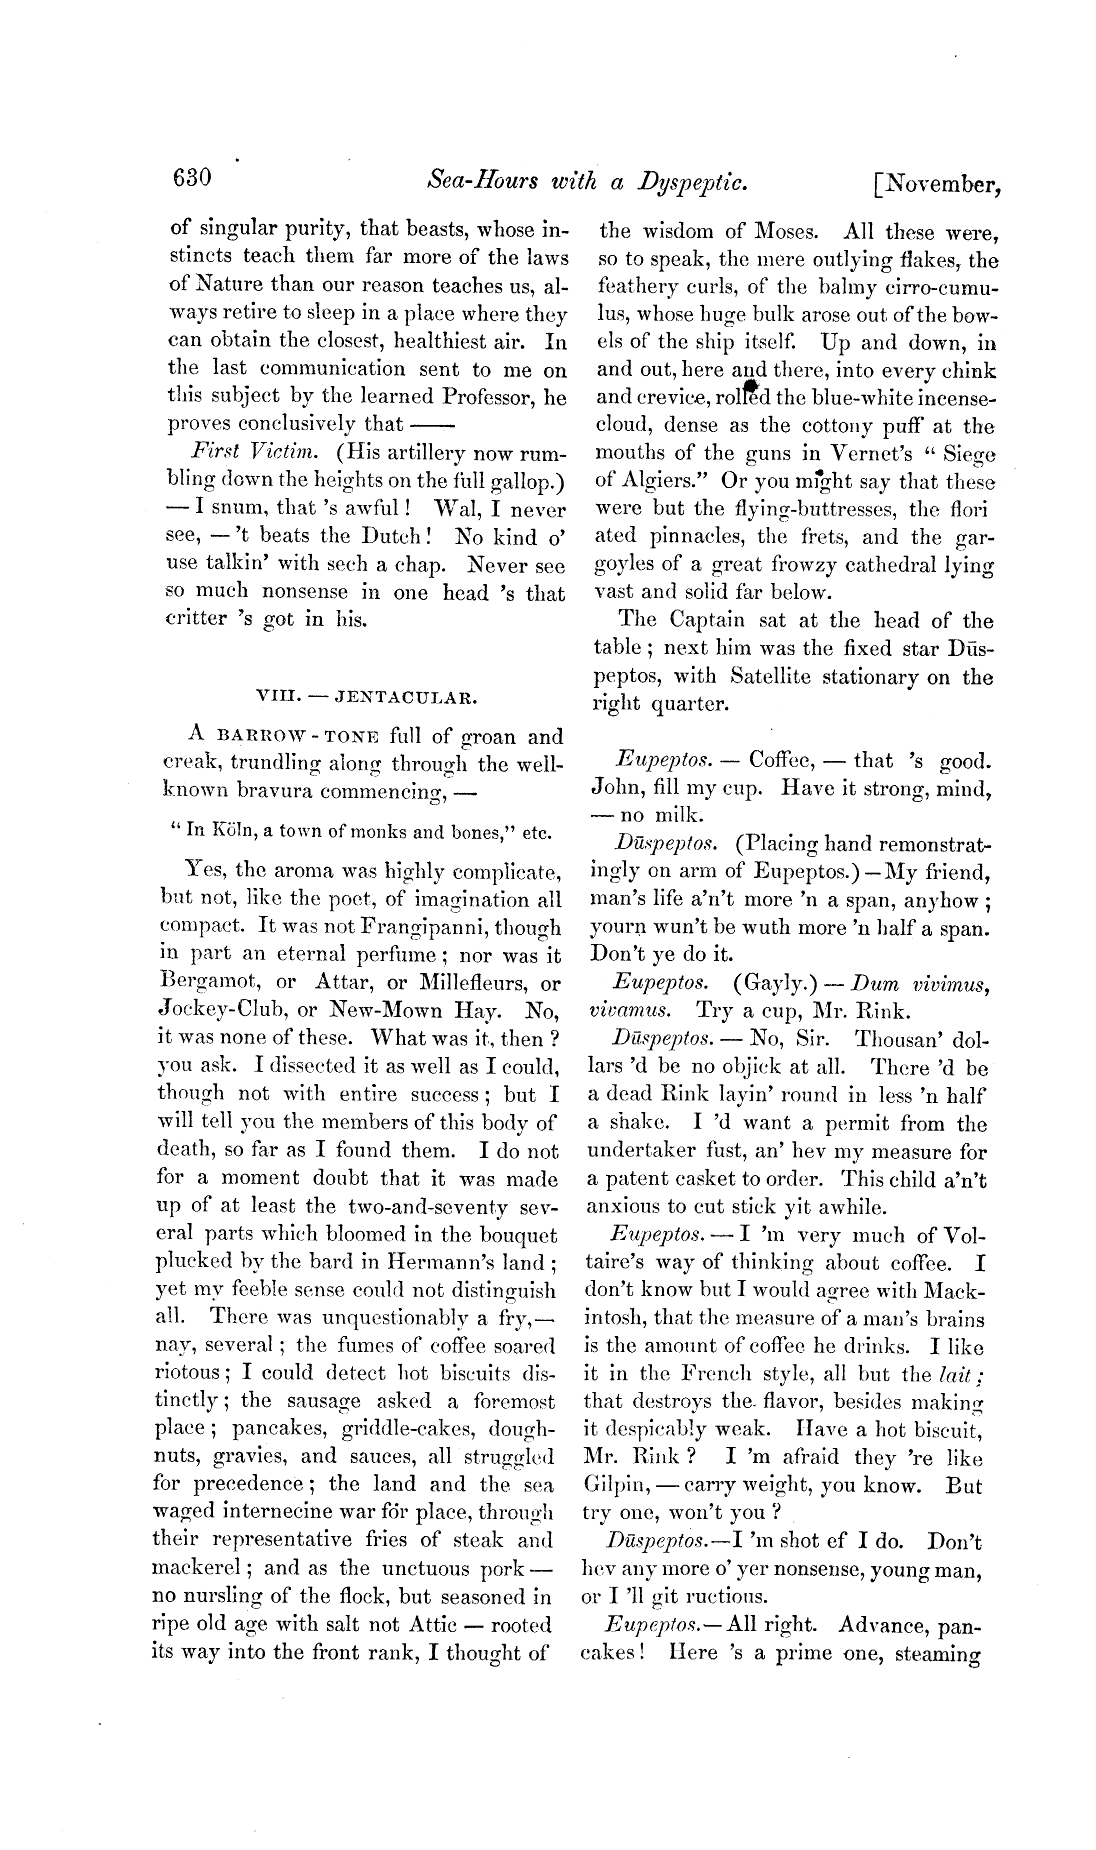 630
Sea-Hours with a Dyspeptic.
[November,
of singular purity, that beasts, whose in-
stincts teach them far more of the laws
of Nature than our reason teaches us, al-
ways retire to sleep in a place where they
can obtain the closest, healthiest air. In
the last communication sent to me on
this subject by the learned Professor, he
proves conclusively that ——
First Victim. (His artillery now rum-
bling down the heights on the full gallop.)
— I snum, that 's awful! Wal, I never
see, — 't beats the Dutch! No kind o'
use talkin' with sech a chap. Never see
so much nonsense in one head 's that
critter 's got in his.
VIII. — JENTACULAR.
A BARROW-TONE full of groan and
creak, trundling along through the well-
known bravura commencing, —
"In Köln, a town of monks and bones," etc.
Yes, the aroma was highly complicate,
but not, like the poet, of imagination all
compact. It was not Frangipanni, though
in part an eternal perfume; nor was it
Bergamot, or Attar, or Millefleurs, or
Jockey-Club, or New-Mown Hay. No,
it was none of these. What was it, then?
you ask. I dissected it as well as I could,
though not with entire success; but I
will tell you the members of this body of
death, so far as I found them. I do not
for a moment doubt that it was made
up of at least the two-and-seventy sev-
eral parts which bloomed in the bouquet
plucked by the bard in Hermann's land;
yet my feeble sense could not distinguish
all. There was unquestionably a fry,—
nay, several; the fumes of coffee soared
riotous; I could detect hot biscuits dis-
tinctly; the sausage asked a foremost
place; pancakes, griddle-cakes, dough-
nuts, gravies, and sauces, all struggled
for precedence; the land and the sea
waged internecine war for place, through
their representative fries of steak and
mackerel; and as the unctuous pork —
no nursling of the flock, but seasoned in
ripe old age with salt not Attic — rooted
its way into the front rank, I thought of
the wisdom of Moses. All these were,
so to speak, the mere outlying flakes, the
feathery curls, of the balmy cirro-cumu-
lus, whose huge bulk arose out of the bow-
els of the ship itself. Up and down, in
and out, here and there, into every chink
and crevice, rolled the blue-white incense-
cloud, dense as the cottony puff at the
mouths of the guns in Vernet's "Siege
of Algiers." Or you might say that these
were but the flying-buttresses, the flori
ated pinnacles, the frets, and the gar-
goyles of a great frowzy cathedral lying
vast and solid far below.
The Captain sat at the head of the
table; next him was the fixed star Dūs-
peptos, with Satellite stationary on the
right quarter.
Eupeptos. — Coffee, — that 's good.
John, fill my cup. Have it strong, mind,
— no milk.
Dūspeptos. (Placing hand remonstrat-
ingly on arm of Eupeptos.) — My friend,
man's life a'n't more 'n a span, anyhow;
yourn wun't be wuth more 'n half a span.
Don't ye do it.
Eupeptos. (Gayly.) — Dum vivimus,
vivamus. Try a cup, Mr. Rink.
Dūspeptos. — No, Sir. Thousan' dol-
lars 'd be no objick at all. There 'd be
a dead Rink layin' round in less 'n half
a shake. I 'd want a permit from the
undertaker fust, an' hev my measure for
a patent casket to order. This child a'n't
anxious to cut stick yit awhile.
Eupeptos. — I 'm very much of Vol-
taire's way of thinking about coffee. I
don't know but I would agree with Mack-
intosh, that the measure of a man's brains
is the amount of coffee he drinks. I like
it in the French style, all but the lait;
that destroys the flavor, besides making
it despicably weak. Have a hot biscuit,
Mr. Rink? I 'm afraid they 're like
Gilpin, — carry weight, you know. But
try one, won't you?
Dūspeptos.—I 'm shot ef I do. Don't
hev any more o' yer nonsense, young man,
or I 'll git ructious.
Eupeptos.— All right. Advance, pan-
cakes! Here 's a prime one, steaming